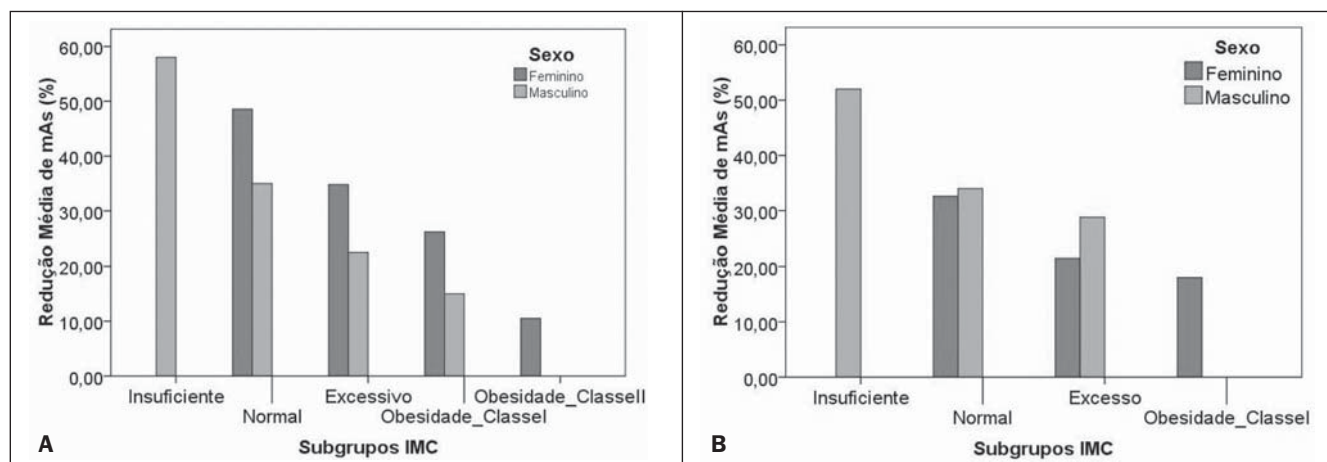 Redução Média de mAs (%)
60,00
50,00
40,00
30,00
20,00
10,00
0,00
Sexo
Feminino
Masculino
Insuficiente
Normal
Excessivo
Obesidade_ClasseI
Obesidade_ClasseII
Subgrupos IMC
A
Redução Média de mAs (%)
60,00
50,00
40,00
30,00
20,00
10,00
0,00
Sexo
Feminino
Masculino
Insuficiente
Normal
Excesso
Obesidade_ClasseI
Subgrupos IMC
B